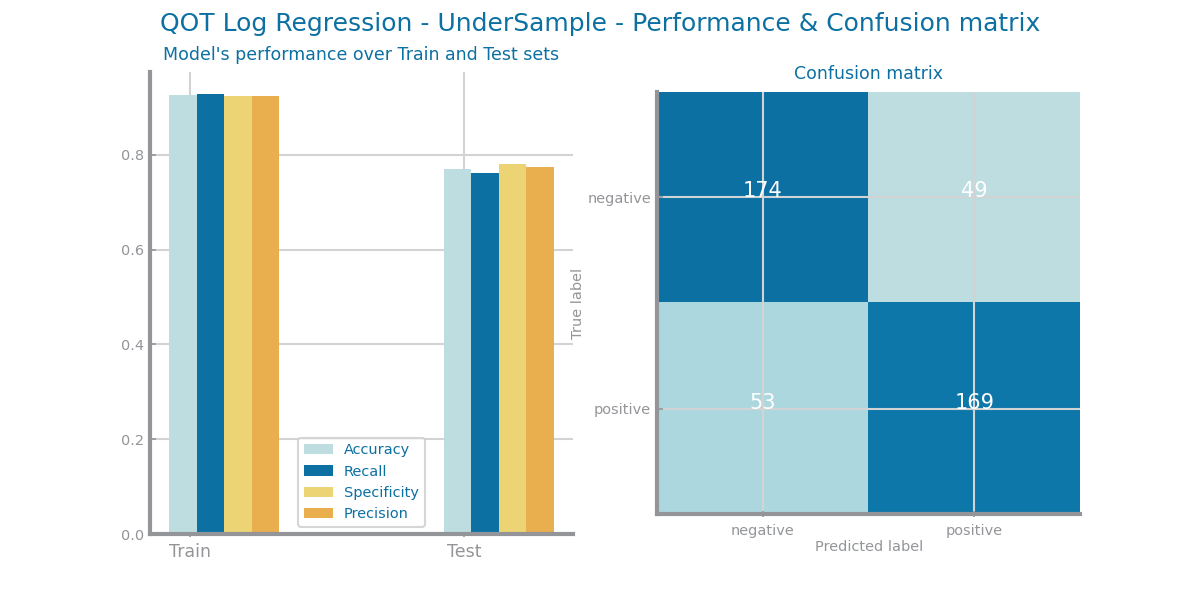 QOT Log Regression - UnderSample - Performance & Confusion matrix
Model's performance over Train and Test sets
0.8
0.6
0.4
0.2
0.0
Train
Test
Accuracy
Recall
Specificity
Precision
Confusion matrix
True label
negative
positive
174
49
53
169
negative
positive
Predicted label